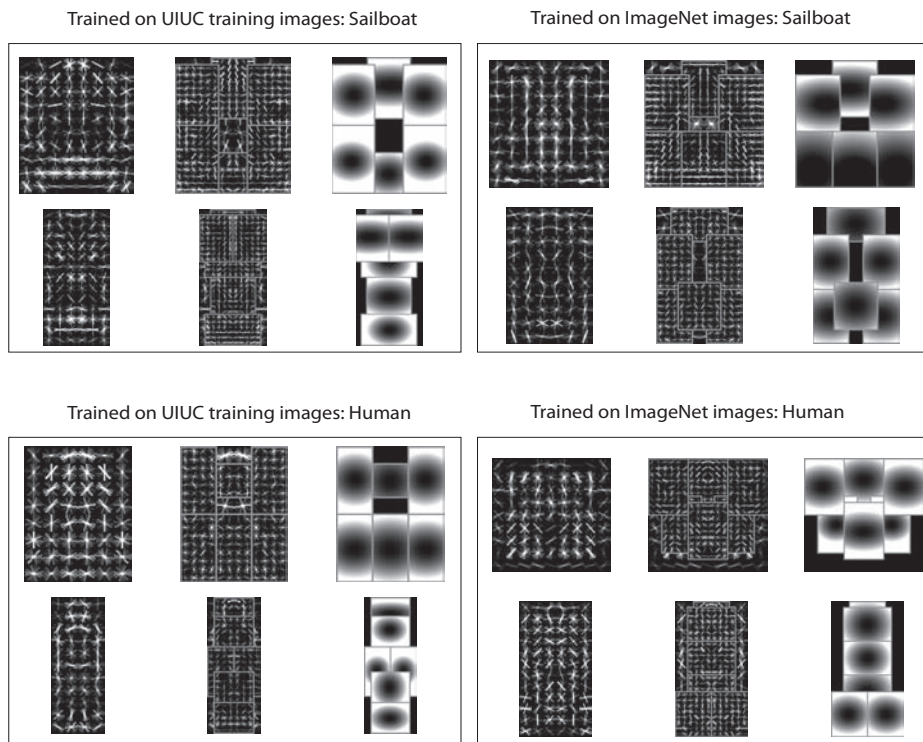 Trained on UIUC training images: Sailboat
Trained on ImageNet images: Sailboat
Trained on UIUC training images: Human
Trained on ImageNet images: Human